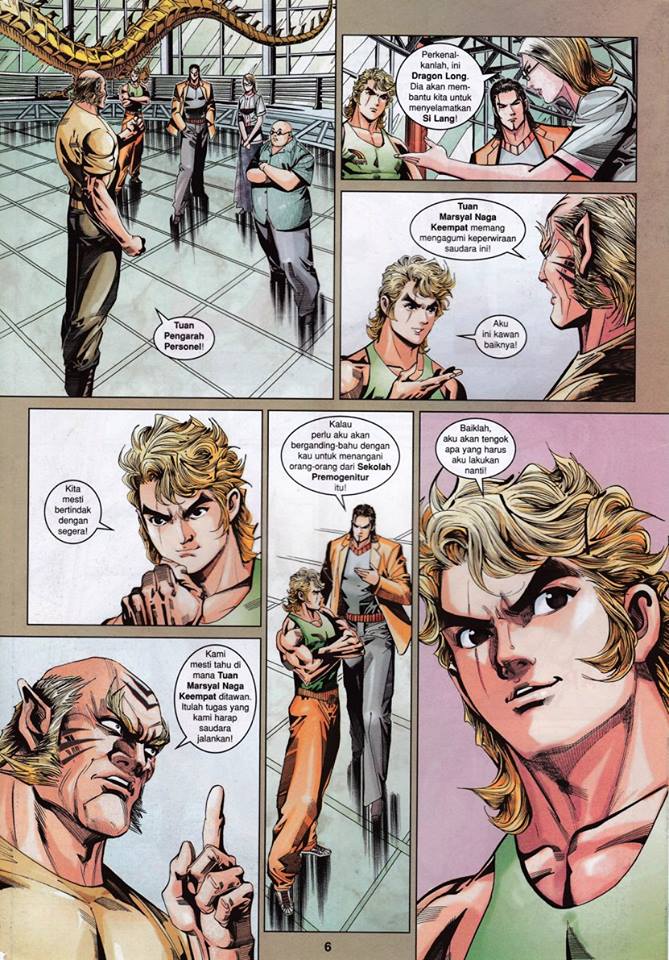 Tuan
Pengarah
Personel!
Perkenal-
kanlah, ini
Dragon Long.
Dia akan mem-
bantu kita untuk
menyelamatkan
Si Lang!
Tuan
Marsyal Naga
Keempat memang
mengagumi keperwiraan
saudara ini!
Aku
ini kawan
baiknya!
Kita
mesti
bertindak
dengan
segera!
Kalau
perlu aku akan
berganding-bahu dengan
kau untuk menangani
orang-orang dari Sekolah
Premogenitur
itu!
Baiklah,
aku akan tengok
apa yang harus
aku lakukan
nanti!
Kami
mesti tahu di
mana Tuan
Marsyal Naga
Keempat ditawan.
Itulah tugas yang
kami harap
saudara
jalankan!
6